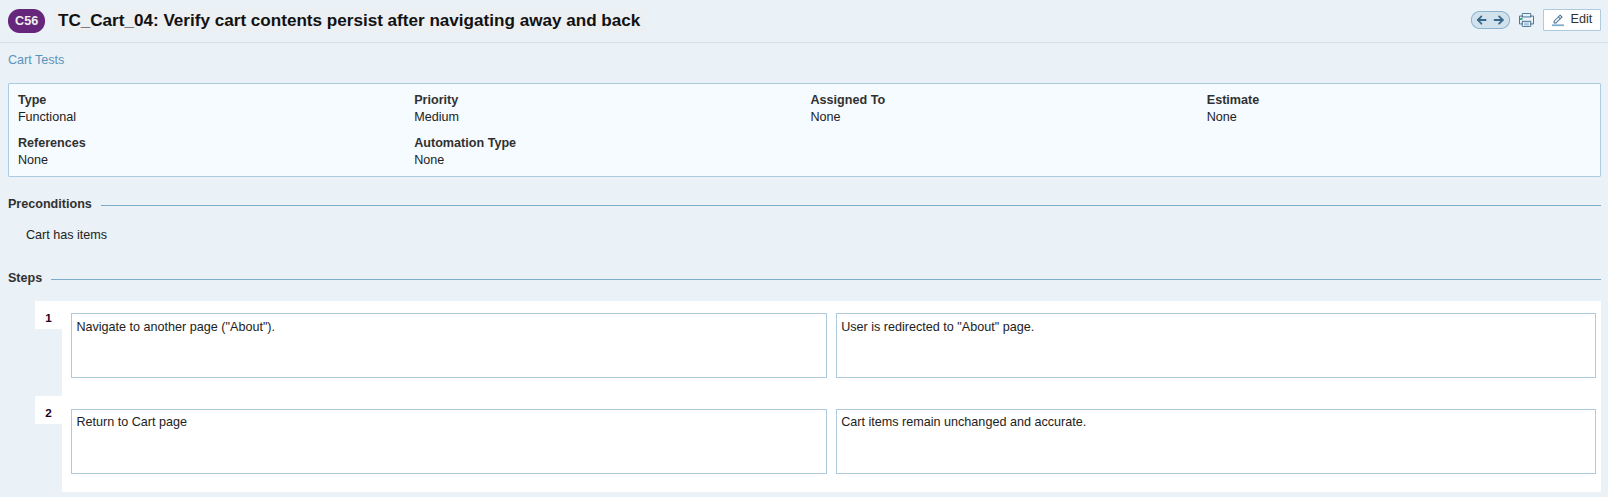 C56 TC_Cart_04: Verify cart contents persist after navigating away and back
Edit
Cart Tests
Type Priority Assigned To Estimate
Functional Medium None None
References Automation Type
None None
Preconditions
Cart has items
Steps
1 Navigate to another page ("About"). User is redirected to "About" page.
2 Return to Cart page Cart items remain unchanged and accurate.